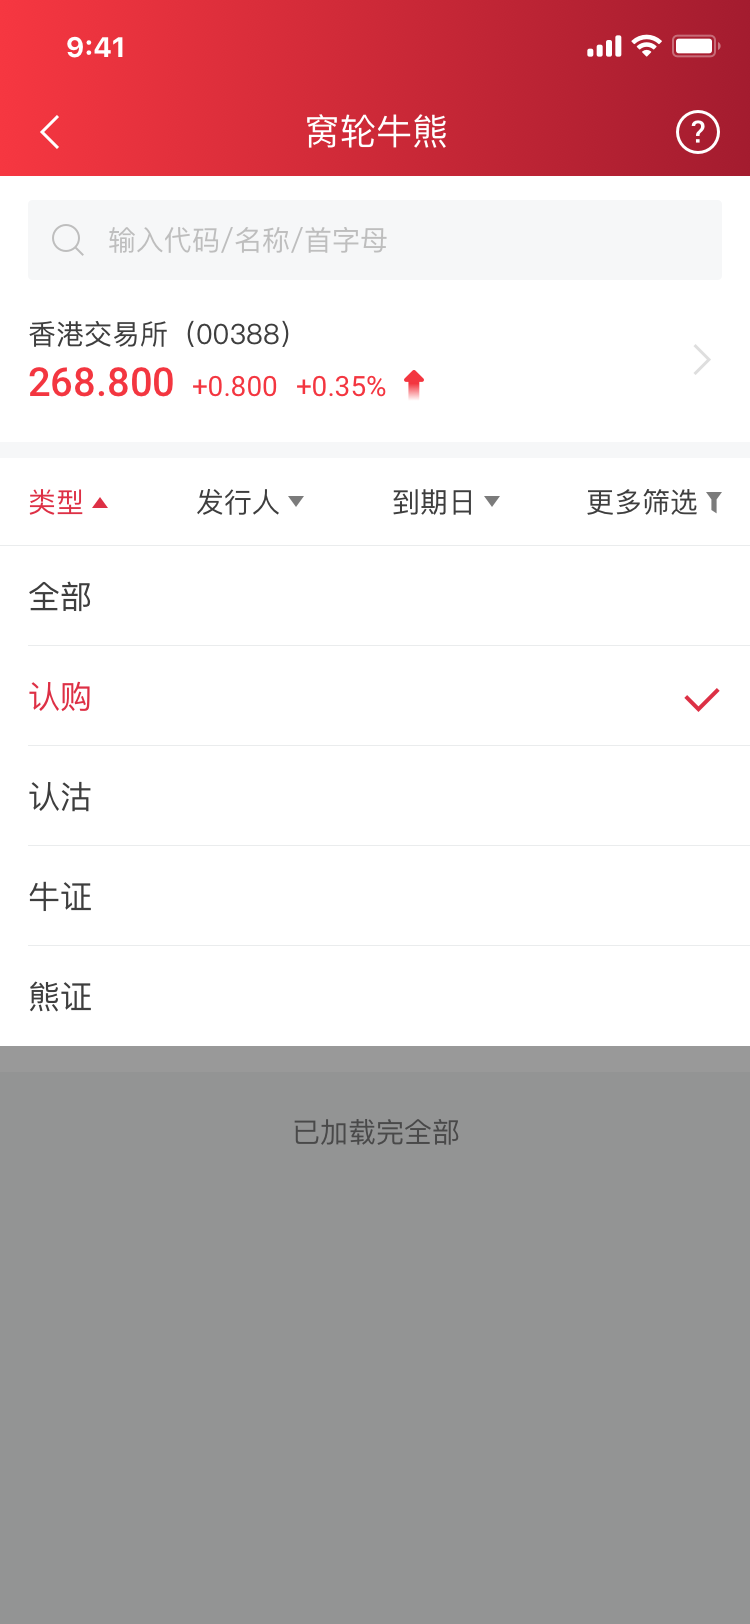 9:41
窝轮牛熊
?
输入代码/名称/首字母
香港交易所（00388）
268.800 +0.800 +0.35%
类型 发行人 到期日 更多筛选
全部
认购
认沽
牛证
熊证
已加载完全部